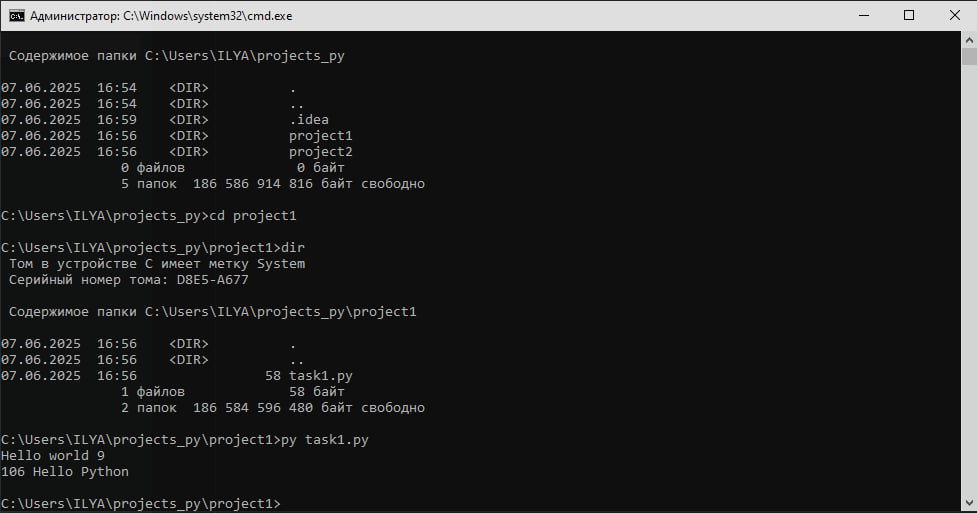 Администратор: C:\Windows\system32\cmd.exe
Содержимое папки C:\Users\ILYA\projects_py
07.06.2025  16:54    <DIR>          .
07.06.2025  16:54    <DIR>          ..
07.06.2025  16:59    <DIR>          .idea
07.06.2025  16:56    <DIR>          project1
07.06.2025  16:56    <DIR>          project2
               0 файлов              0 байт
               5 папок  186 586 914 816 байт свободно
C:\Users\ILYA\projects_py>cd project1
C:\Users\ILYA\projects_py\project1>dir
 Том в устройстве C имеет метку System
 Серийный номер тома: D8E5-A677
 Содержимое папки C:\Users\ILYA\projects_py\project1
07.06.2025  16:56    <DIR>          .
07.06.2025  16:56    <DIR>          ..
07.06.2025  16:56                58 task1.py
               1 файлов             58 байт
               2 папок  186 584 596 480 байт свободно
C:\Users\ILYA\projects_py\project1>py task1.py
Hello world 9
106 Hello Python
C:\Users\ILYA\projects_py\project1>